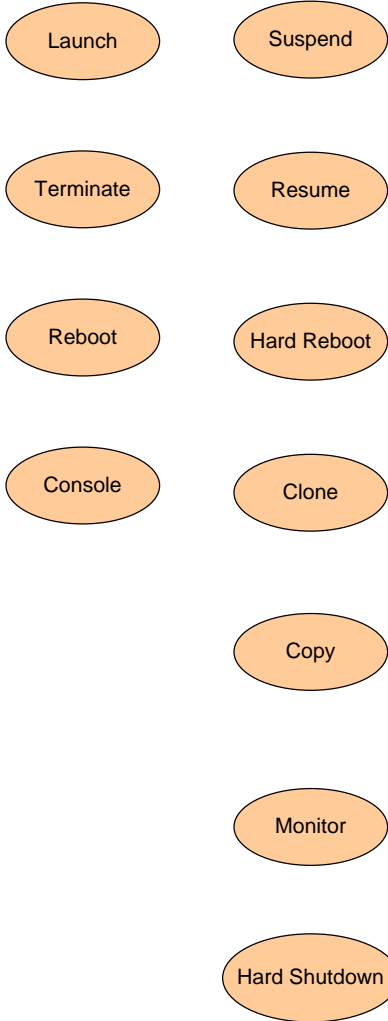 Launch
Suspend
Terminate
Resume
Reboot
Hard Reboot
Console
Clone
Copy
Monitor
Hard Shutdown